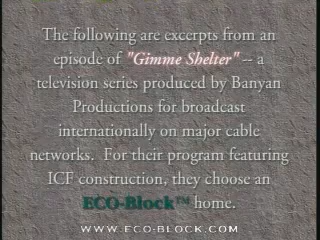 The following are excerpts from an
episode of "Gimme Shelter" -- a
television series produced by Banyan
Productions for broadcast
internationally on major cable
networks.  For their program featuring
ICF construction, they choose an
ECO-Block™ home.
WWW.ECO-BLOCK.COM